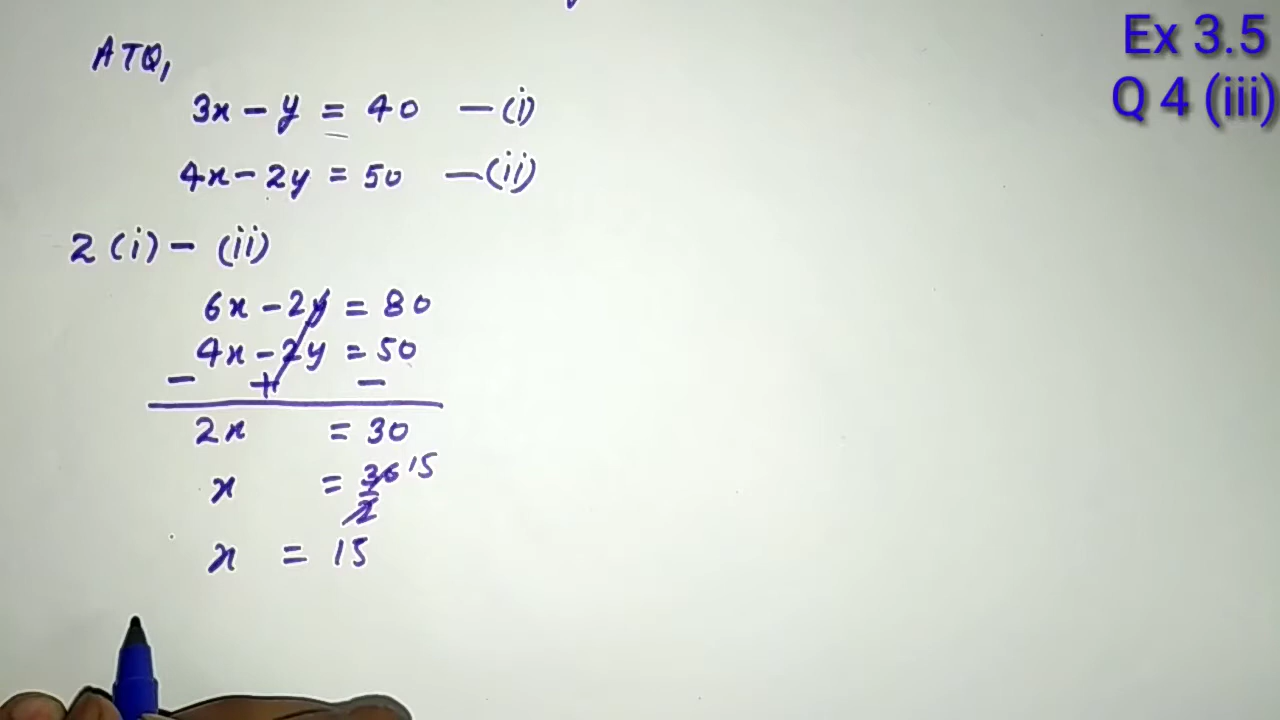 Ex 3.5
Q 4 (iii)
ATQ,
3x - y = 40 — (i)
4x - 2y = 50 — (ii)
2 (i) - (ii)
6x - 2y = 80
4x - 2y = 50
- + -
2x = 30
x = 30/2 15
x = 15